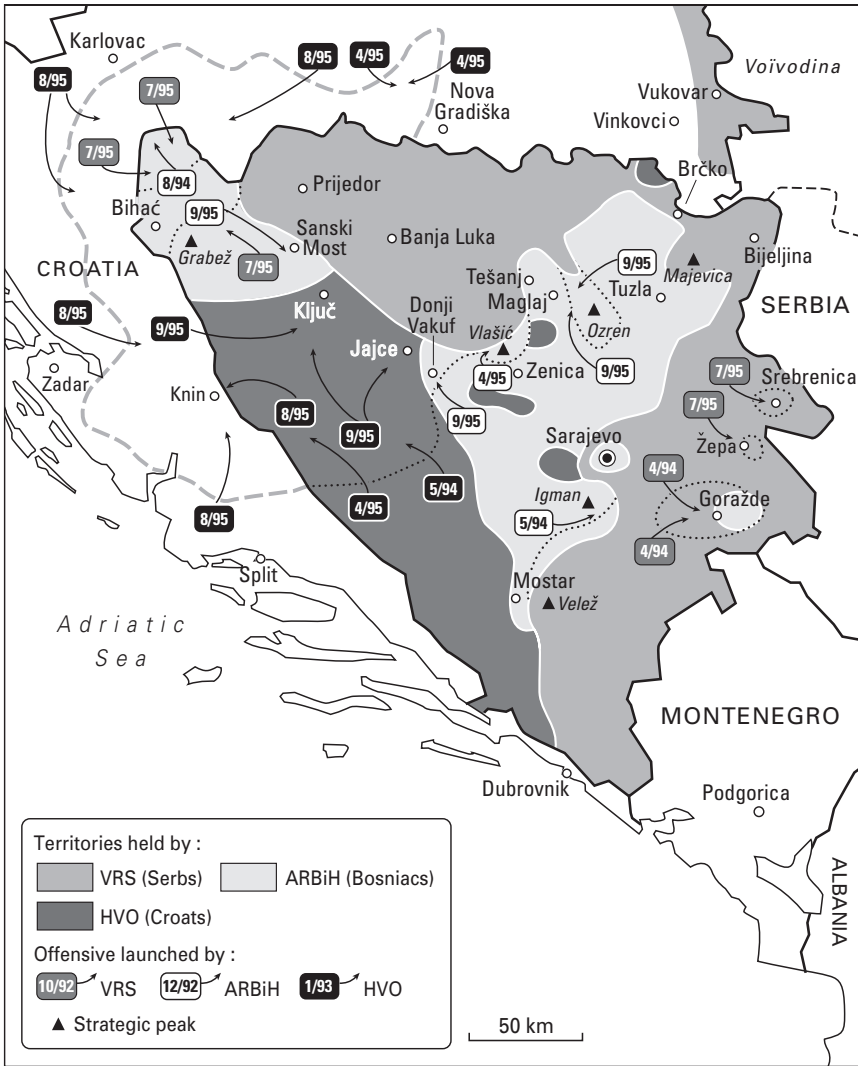 Karlovac
8/95
4/95
4/95
8/95
7/95
Nova
Gradiška
Vukovar
Voïvodina
Vinkovci
7/95
8/94
Prijedor
Brčko
Bihać
9/95
Sanski
Most
Banja Luka
Grabež
7/95
CROATIA
Tešanj
Maglaj
9/95
Tuzla
Majevica
Bijeljina
SERBIA
8/95
9/95
Ključ
Donji
Vakuf
Vlašić
Ozren
Jajce
Zadar
Knin
4/95
Zenica
9/95
7/95
Srebrenica
8/95
9/95
9/95
7/95
Sarajevo
Žepa
4/94
8/95
4/95
5/94
Igman
5/94
Goražde
4/94
Split
Mostar
Velež
Adriatic
Sea
MONTENEGRO
Dubrovnik
Podgorica
ALBANIA
Territories held by :
VRS (Serbs)
ARBiH (Bosniacs)
HVO (Croats)
Offensive launched by :
10/92 VRS
12/92 ARBiH
1/93 HVO
Strategic peak
50 km